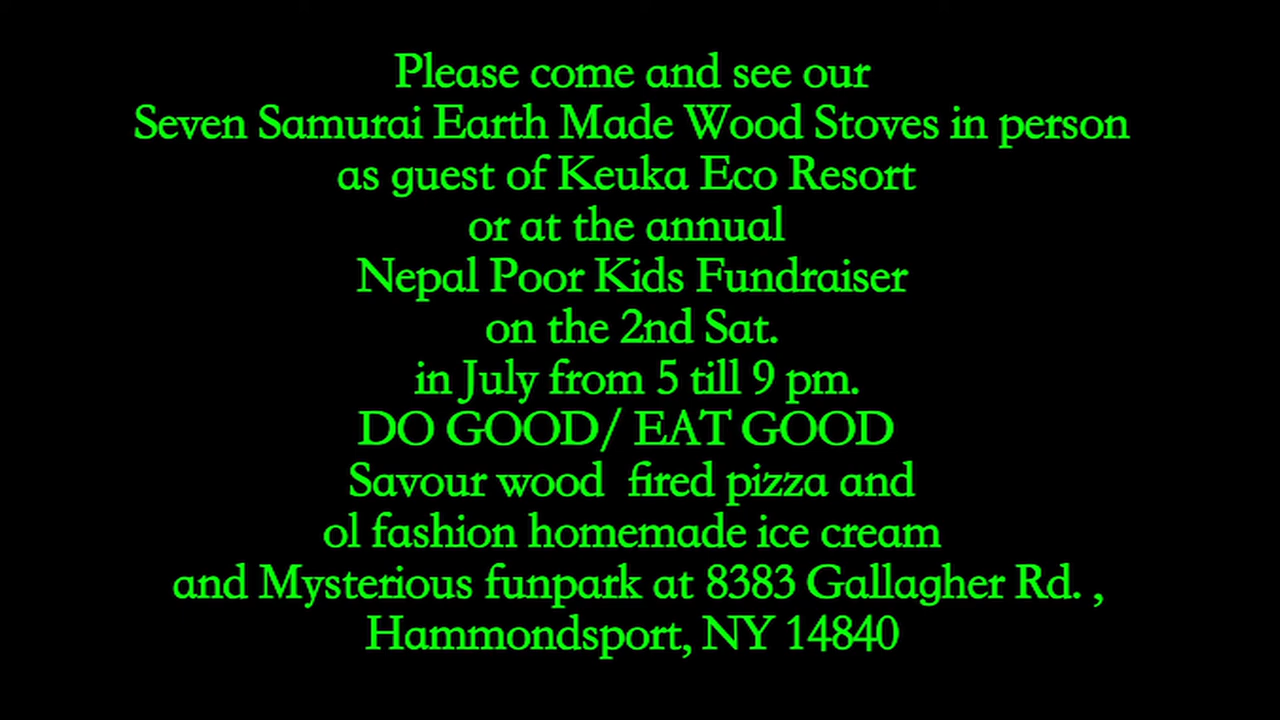 Please come and see our
Seven Samurai Earth Made Wood Stoves in person
as guest of Keuka Eco Resort
or at the annual
Nepal Poor Kids Fundraiser
on the 2nd Sat.
in July from 5 till 9 pm.
DO GOOD/ EAT GOOD
Savour wood  fired pizza and
ol fashion homemade ice cream
and Mysterious funpark at 8383 Gallagher Rd. ,
Hammondsport, NY 14840